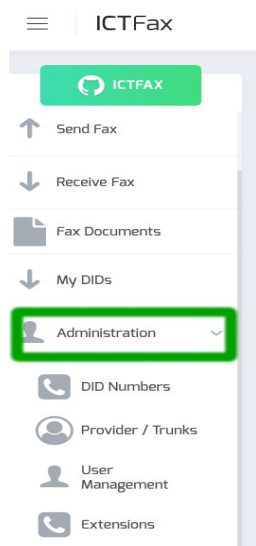 ICTFax
ICTFAX
Send Fax
Receive Fax
Fax Documents
My DIDs
Administration
DID Numbers
Provider / Trunks
User
Management
Extensions